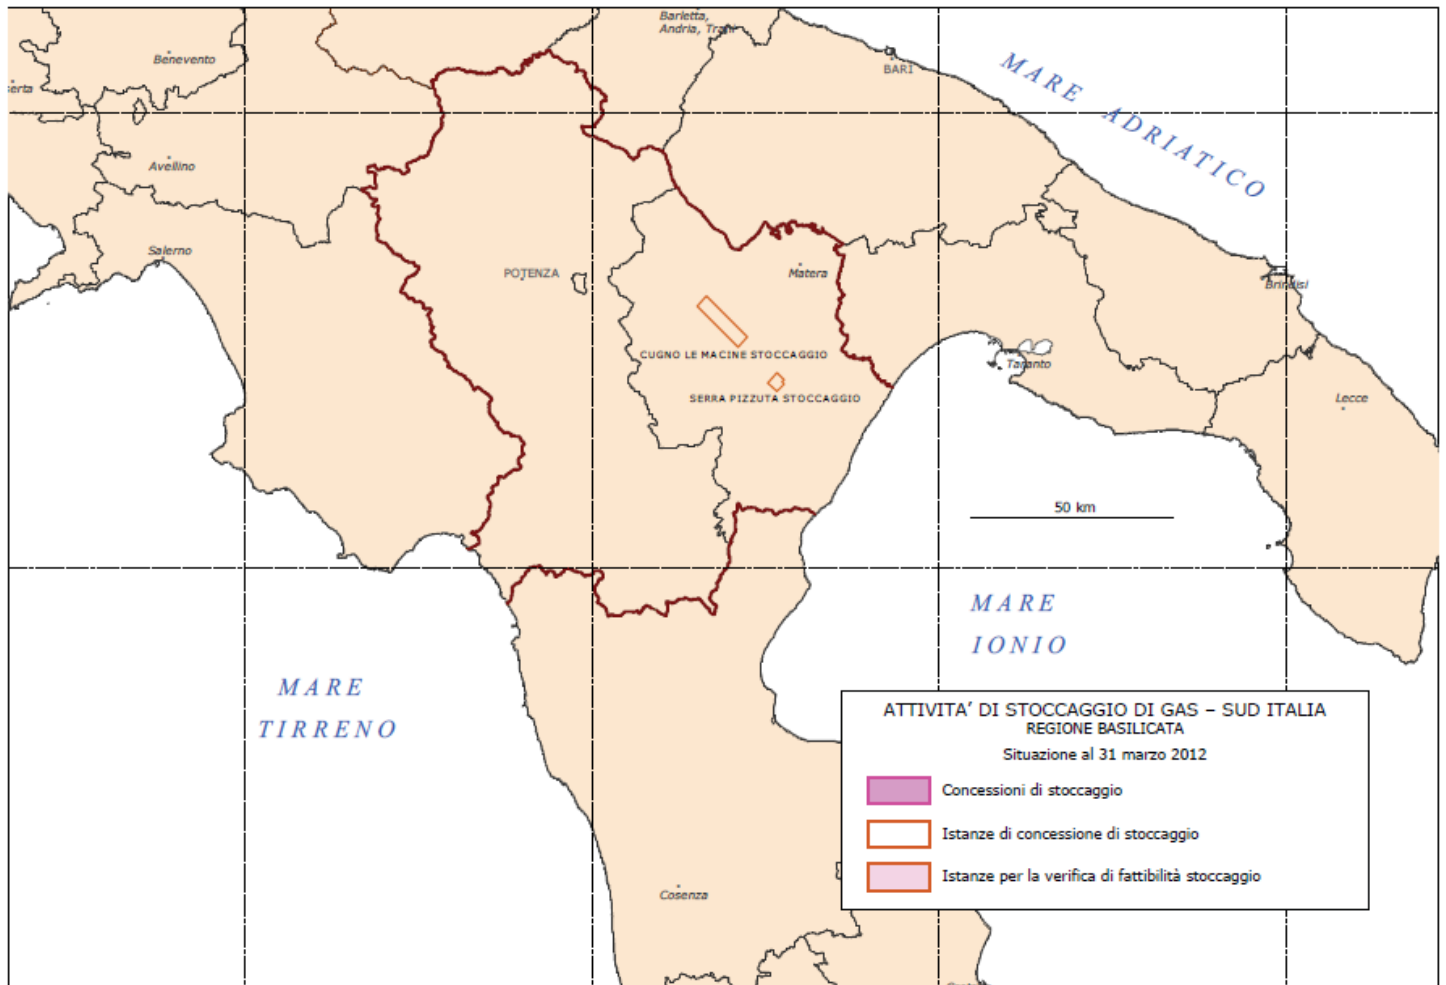 Barletta,
Andria, Trani
Benevento
BARI
MARE ADRIATICO
Avellino
Salerno
POTENZA
Matera
Brindisi
CUGNO LE MACINE STOCCAGGIO
Taranto
SERRA PIZZUTA STOCCAGGIO
Lecce
50 km
MARE
IONIO
MARE
TIRRENO
ATTIVITA' DI STOCCAGGIO DI GAS – SUD ITALIA
REGIONE BASILICATA
Situazione al 31 marzo 2012
Concessioni di stoccaggio
Istanze di concessione di stoccaggio
Istanze per la verifica di fattibilità stoccaggio
Cosenza